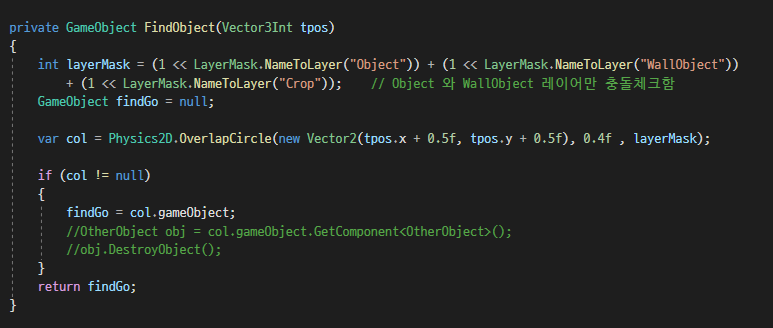 private GameObject FindObject(Vector3Int tpos)
{
int layerMask = (1 << LayerMask.NameToLayer("Object")) + (1 << LayerMask.NameToLayer("WallObject"))
+ (1 << LayerMask.NameToLayer("Crop"));    // Object 와 WallObject 레이어만 충돌체크함
GameObject findGo = null;
var col = Physics2D.OverlapCircle(new Vector2(tpos.x + 0.5f, tpos.y + 0.5f), 0.4f , layerMask);
if (col != null)
{
findGo = col.gameObject;
//OtherObject obj = col.gameObject.GetComponent<OtherObject>();
//obj.DestroyObject();
}
return findGo;
}